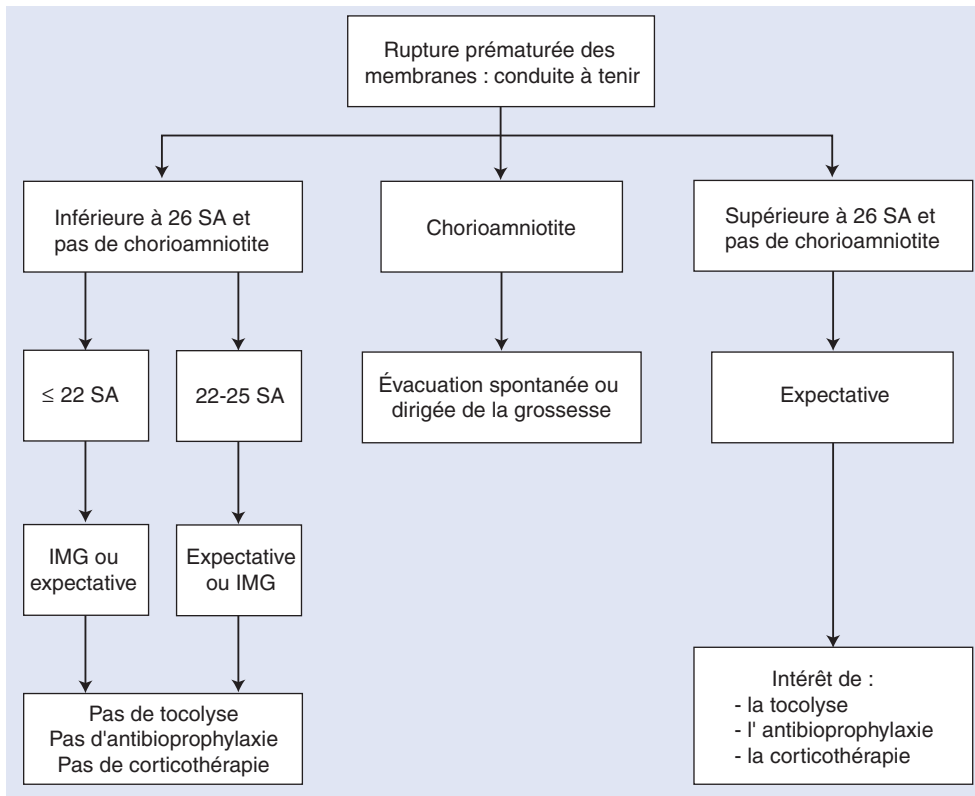 Rupture prématurée des
membranes : conduite à tenir
Inférieure à 26 SA et
pas de chorioamniotite
Chorioamniotite
Supérieure à 26 SA et
pas de chorioamniotite
≤ 22 SA
22-25 SA
Évacuation spontanée ou
dirigée de la grossesse
Expectative
IMG ou
expectative
Expectative
ou IMG
Pas de tocolyse
Pas d'antibioprophylaxie
Pas de corticothérapie
Intérêt de :
- la tocolyse
- l' antibioprophylaxie
- la corticothérapie